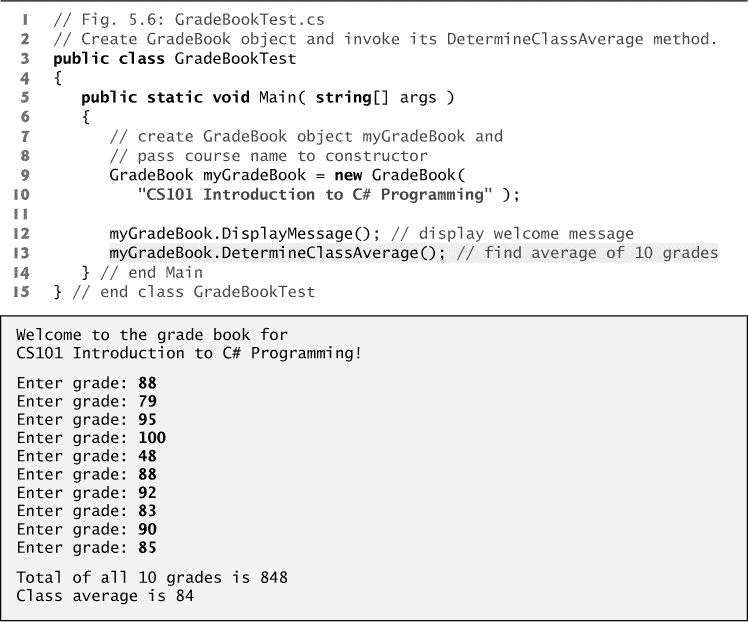 1 // Fig. 5.6: GradeBookTest.cs
2 // Create GradeBook object and invoke its DetermineClassAverage method.
3 public class GradeBookTest
4 {
5 public static void Main( string[] args )
6 {
7 // create GradeBook object myGradeBook and
8 // pass course name to constructor
9 GradeBook myGradeBook = new GradeBook(
10 "CS101 Introduction to C# Programming" );
11
12 myGradeBook.DisplayMessage(); // display welcome message
13 myGradeBook.DetermineClassAverage(); // find average of 10 grades
14 } // end Main
15 } // end class GradeBookTest
Welcome to the grade book for
CS101 Introduction to C# Programming!
Enter grade: 88
Enter grade: 79
Enter grade: 95
Enter grade: 100
Enter grade: 48
Enter grade: 88
Enter grade: 92
Enter grade: 83
Enter grade: 90
Enter grade: 85
Total of all 10 grades is 848
Class average is 84